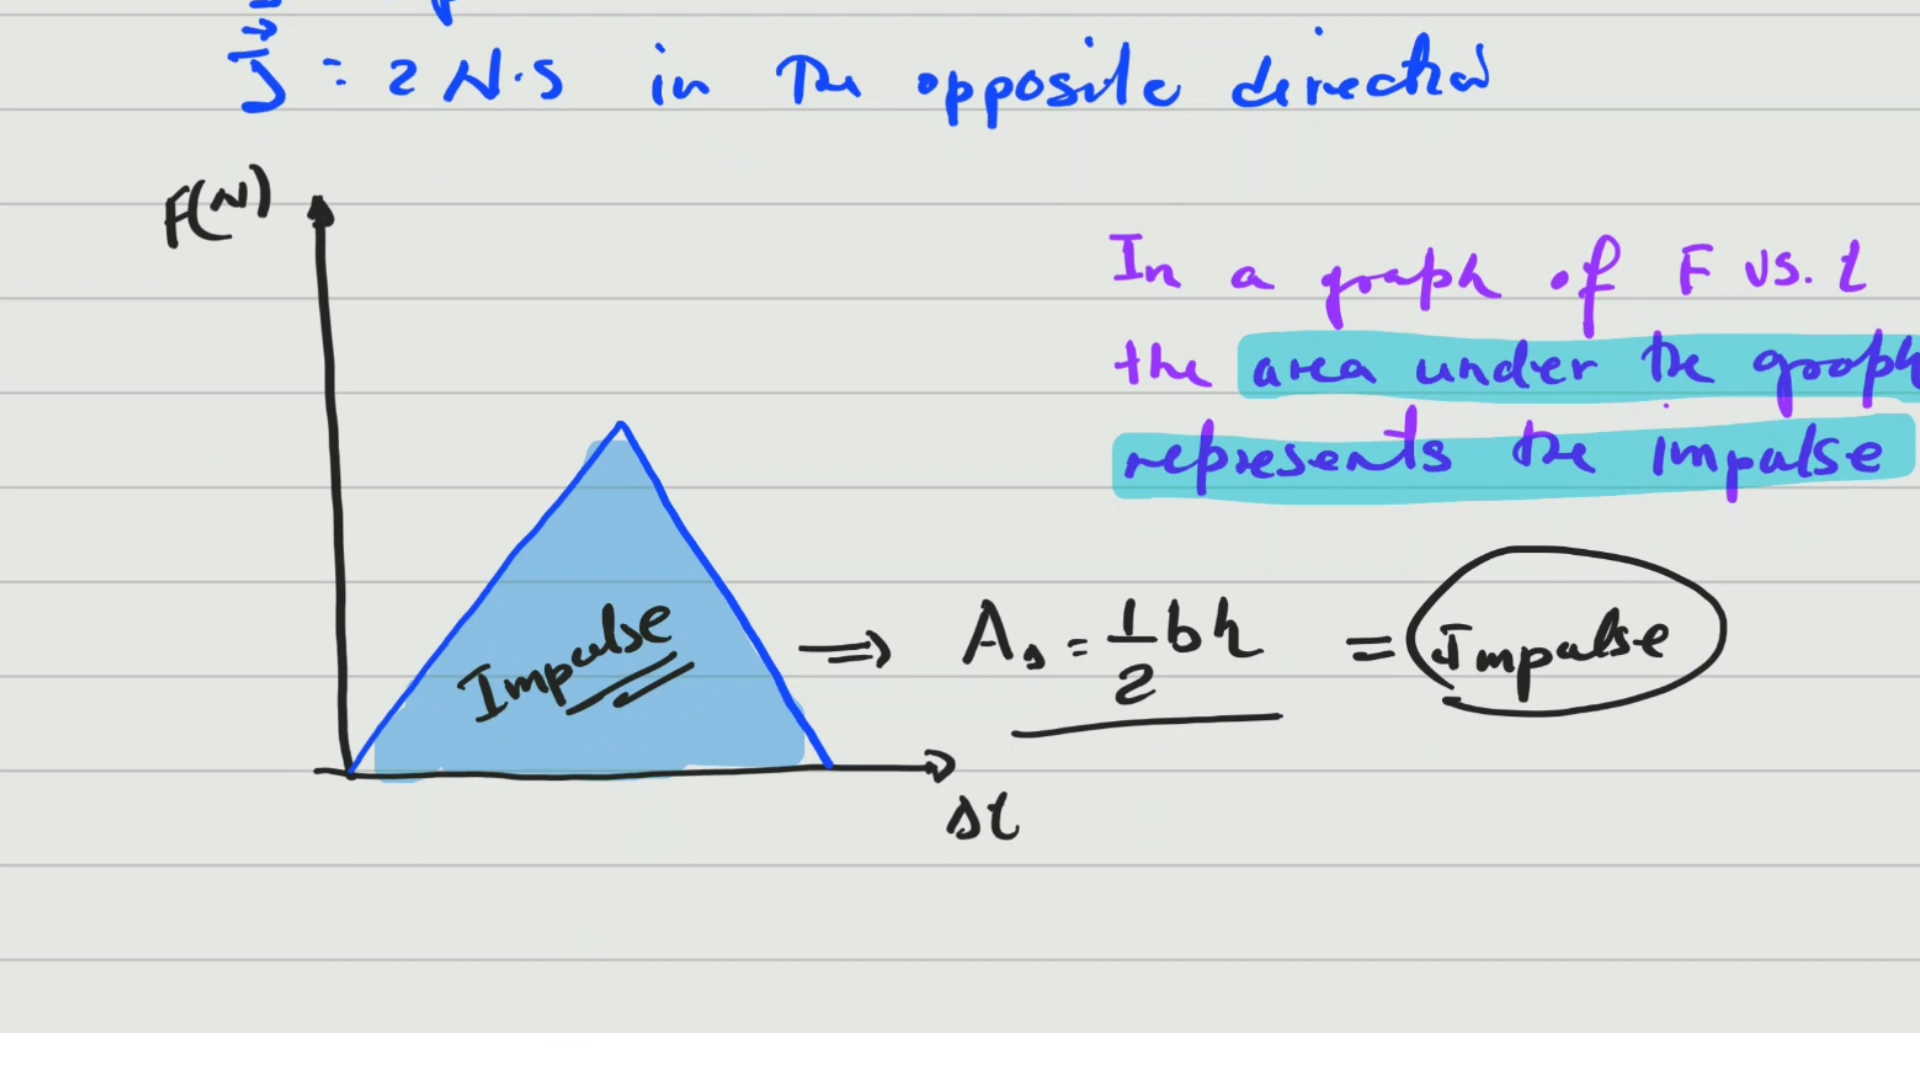 J⃗ = 2 N·s in the opposite direction
F(N)
In a graph of F vs. t
the area under the graph
represents the impulse
Impulse
⇒ A△ = 1/2 bh = Impulse
Δt